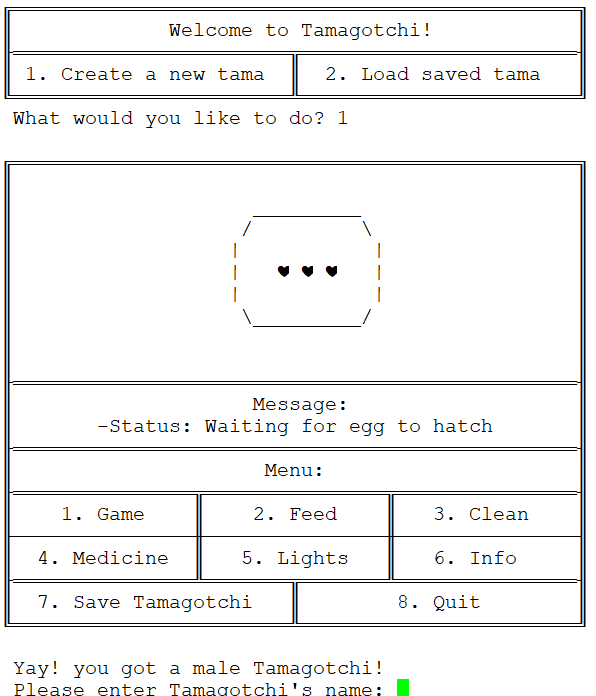 Welcome to Tamagotchi!
1. Create a new tama 2. Load saved tama
What would you like to do? 1
♥ ♥ ♥
Message:
-Status: Waiting for egg to hatch
Menu:
1. Game 2. Feed 3. Clean
4. Medicine 5. Lights 6. Info
7. Save Tamagotchi 8. Quit
Yay! you got a male Tamagotchi!
Please enter Tamagotchi's name: